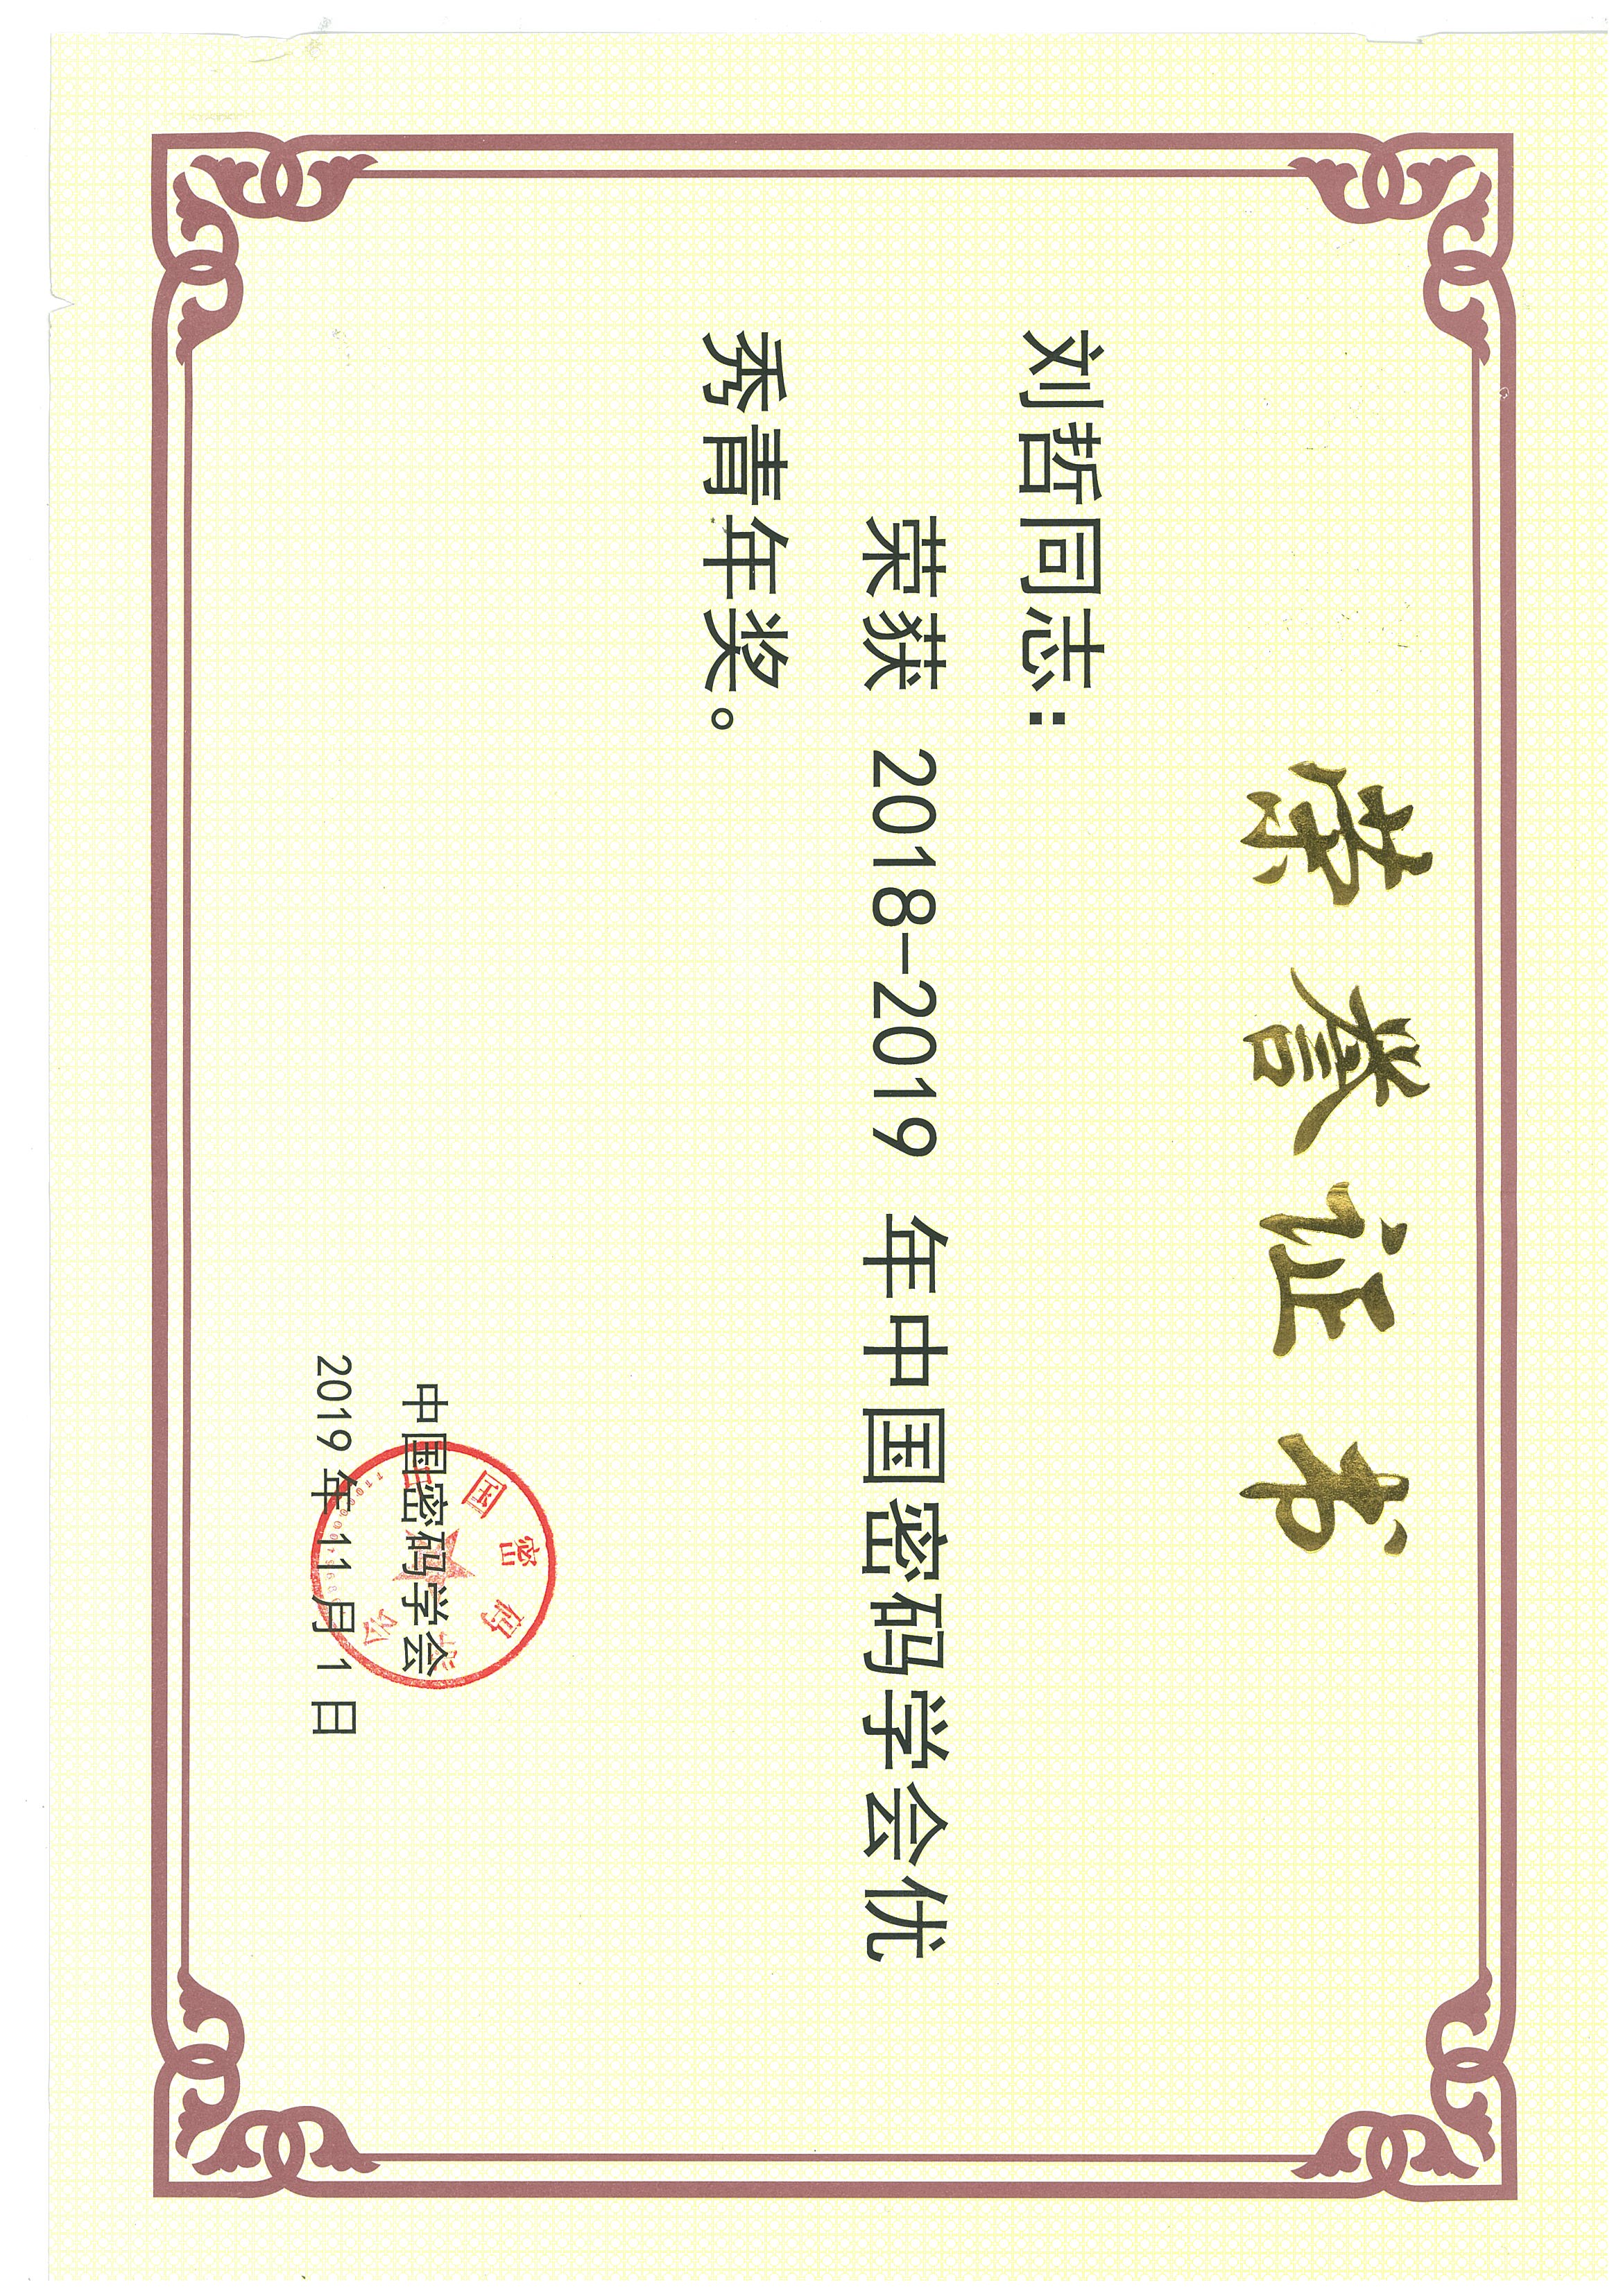 荣誉证书
刘哲同志：
荣获 2018-2019 年中国密码学会优
秀青年奖。
中国密码学会
中国密码学会
2019 年 11 月 1 日